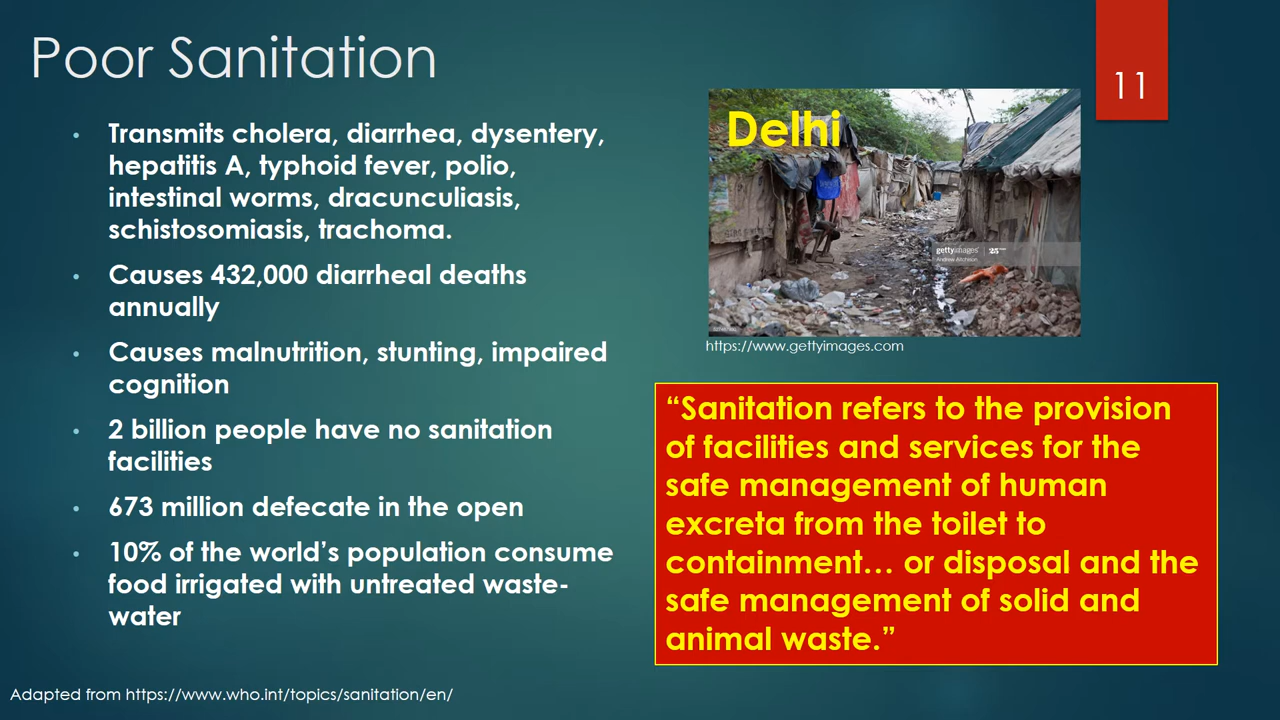 Poor Sanitation
11
Transmits cholera, diarrhea, dysentery,
hepatitis A, typhoid fever, polio,
intestinal worms, dracunculiasis,
schistosomiasis, trachoma.
Causes 432,000 diarrheal deaths
annually
Causes malnutrition, stunting, impaired
cognition
2 billion people have no sanitation
facilities
673 million defecate in the open
10% of the world’s population consume
food irrigated with untreated waste-
water
Delhi
gettyimages
Andrew Aitchison
https://www.gettyimages.com
“Sanitation refers to the provision
of facilities and services for the
safe management of human
excreta from the toilet to
containment… or disposal and the
safe management of solid and
animal waste.”
Adapted from https://www.who.int/topics/sanitation/en/